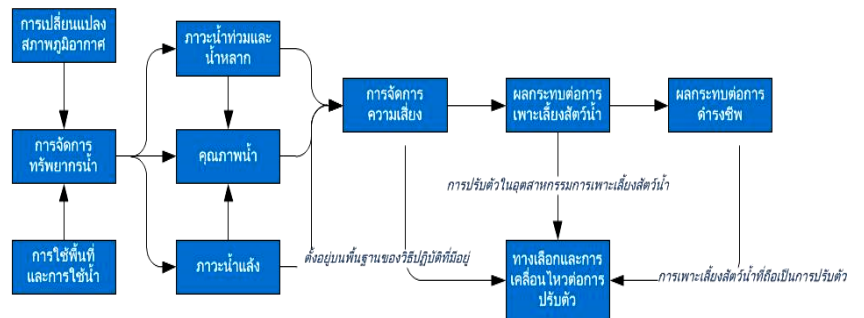 การเปลี่ยนแปลง
สภาพภูมิอากาศ
การจัดการ
ทรัพยากรน้ำ
การใช้พื้นที่
และการใช้น้ำ
ภาวะน้ำท่วมและ
น้ำหลาก
คุณภาพน้ำ
ภาวะน้ำแล้ง
การจัดการ
ความเสี่ยง
ผลกระทบต่อการ
เพาะเลี้ยงสัตว์น้ำ
ผลกระทบต่อการ
ดำรงชีพ
การปรับตัวในอุตสาหกรรมการเพาะเลี้ยงสัตว์น้ำ
ตั้งอยู่บนพื้นฐานของวิธีปฏิบัติที่มีอยู่
ทางเลือกและการ
เคลื่อนไหวต่อการ
ปรับตัว
การเพาะเลี้ยงสัตว์น้ำที่ถือเป็นการปรับตัว